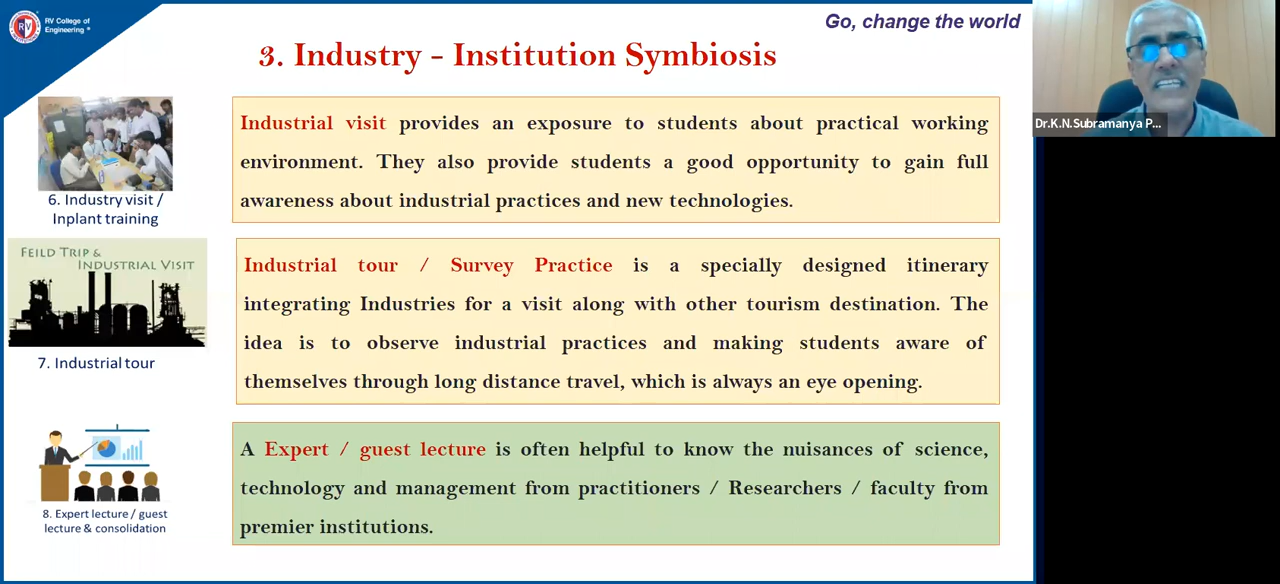 RV College of
Engineering
Go, change the world
3. Industry - Institution Symbiosis
6. Industry visit /
Inplant training
Industrial visit provides an exposure to students about practical working
environment. They also provide students a good opportunity to gain full
awareness about industrial practices and new technologies.
FEILD TRIP &
INDUSTRIAL VISIT
7. Industrial tour
Industrial tour / Survey Practice is a specially designed itinerary
integrating Industries for a visit along with other tourism destination. The
idea is to observe industrial practices and making students aware of
themselves through long distance travel, which is always an eye opening.
8. Expert lecture / guest
lecture & consolidation
A Expert / guest lecture is often helpful to know the nuisances of science,
technology and management from practitioners / Researchers / faculty from
premier institutions.
Dr.K.N.Subramanya P...